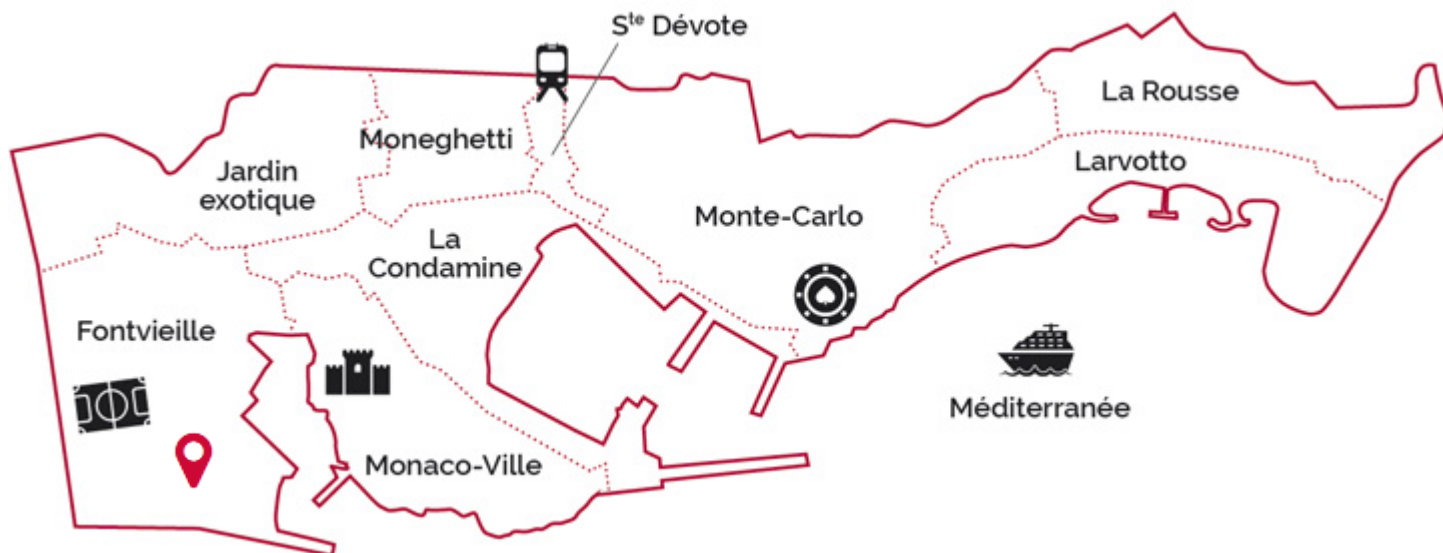 Sᵗᵉ Dévote
La Rousse
Moneghetti
Larvotto
Jardin
exotique
Monte-Carlo
La
Condamine
Fontvieille
Méditerranée
Monaco-Ville